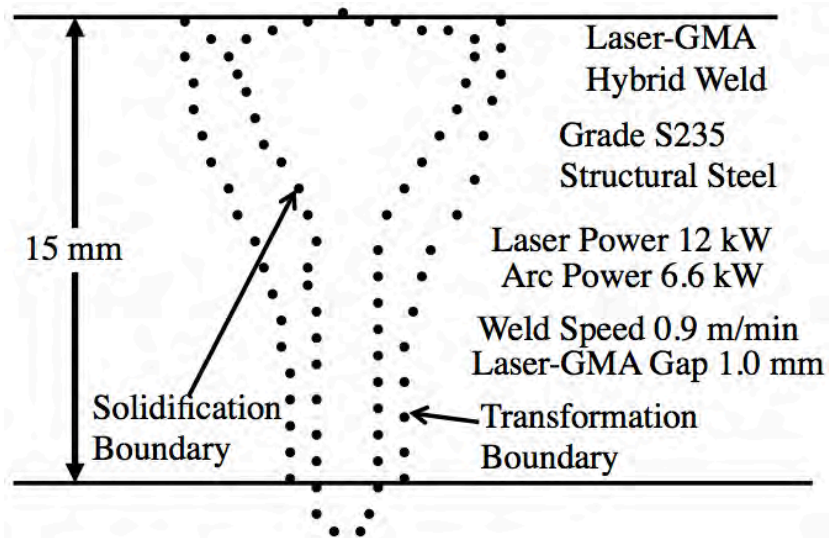 Laser-GMA
Hybrid Weld
Grade S235
Structural Steel
15 mm
Laser Power 12 kW
Arc Power 6.6 kW
Weld Speed 0.9 m/min
Laser-GMA Gap 1.0 mm
Solidification
Boundary
Transformation
Boundary